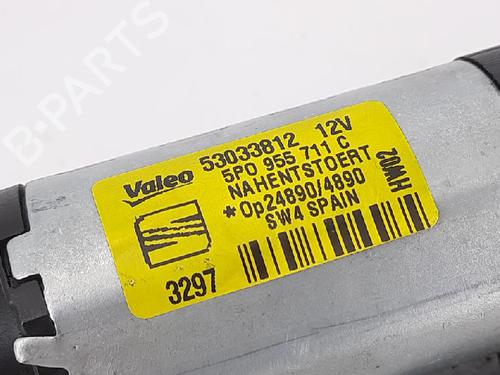 B-PARTS
Valeo 53033812 12V
5P0 955 711 C
NAHENTSTOERT
*Op24890/4890
SW4 SPAIN
HW02
3297